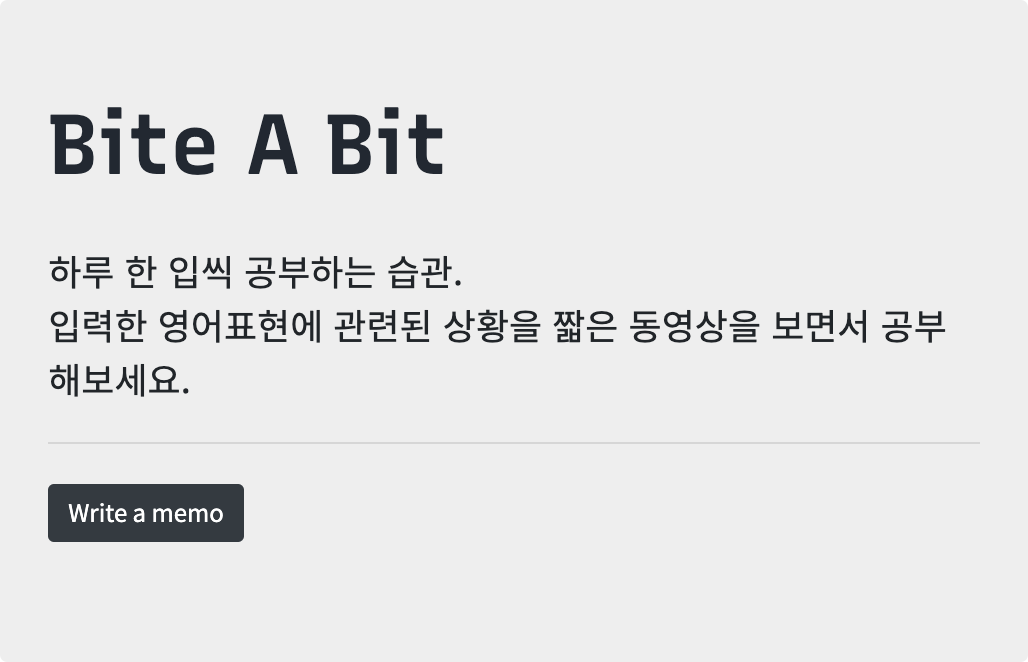 Bite A Bit
하루 한 입씩 공부하는 습관.
입력한 영어표현에 관련된 상황을 짧은 동영상을 보면서 공부
해보세요.
Write a memo